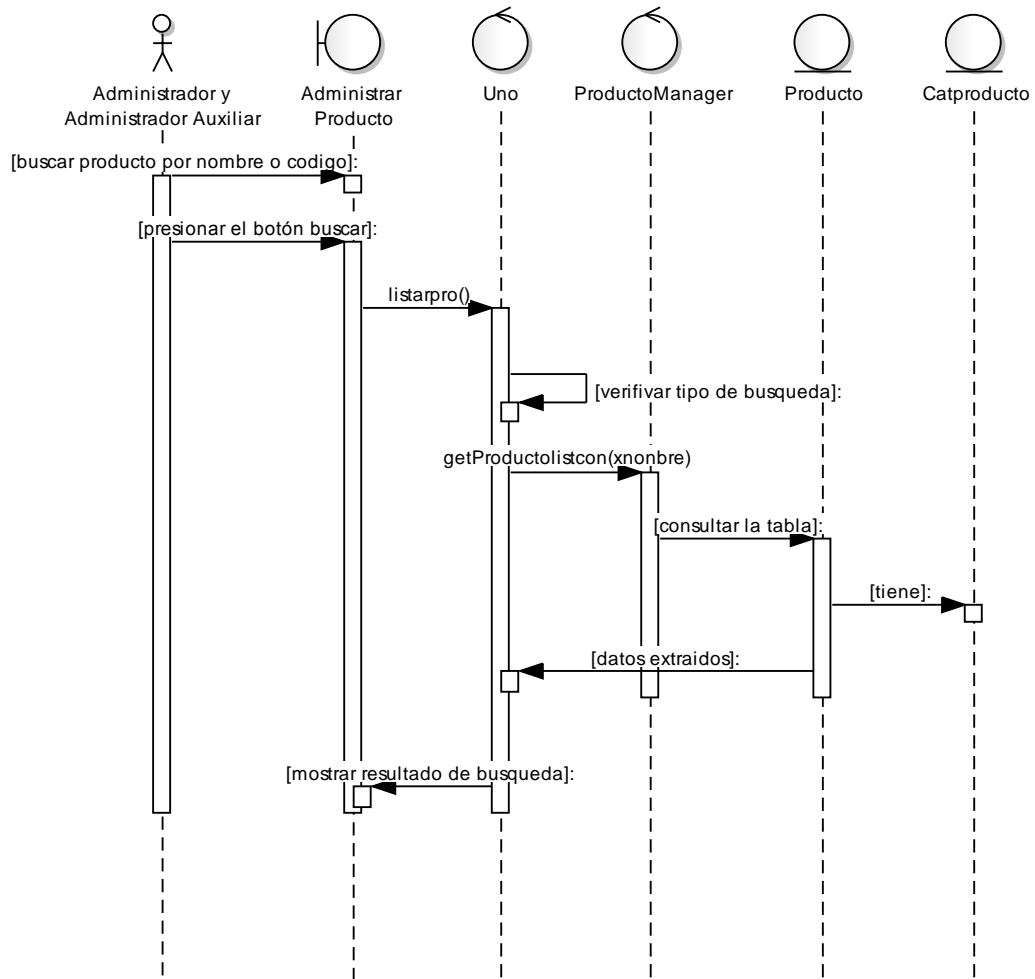 Administrador y
Administrador Auxiliar
Administrar
Producto
Uno
ProductoManager
Producto
Catproducto
[buscar producto por nombre o codigo]:
[presionar el botón buscar]:
listarpro()
[verifivar tipo de busqueda]:
getProductolistcon(xnonbre)
[consultar la tabla]:
[tiene]:
[datos extraidos]:
[mostrar resultado de busqueda]: